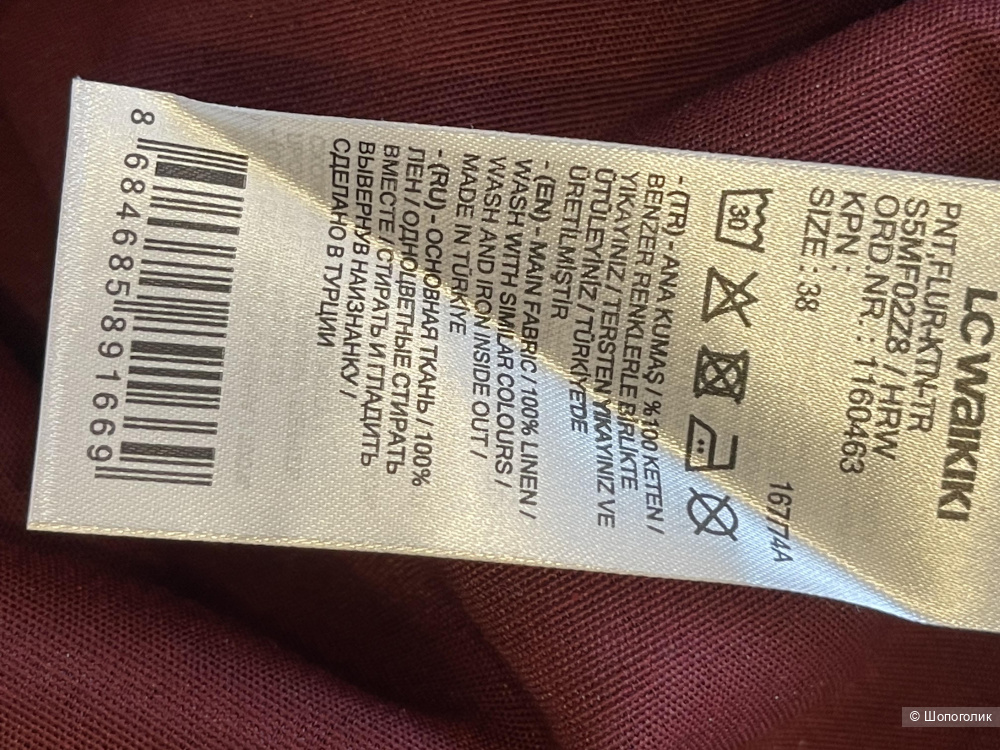 LC WAIKIKI
PNT,FLUR-KTN-TR
S5MF02Z8 / HRW
ORD.NR. : 1160463
KPN :
SIZE : 38
167/74A
30
- (TR) - ANA KUMAŞ / %100 KETEN /
BENZER RENKLERLE BİRLİKTE
YIKAYINIZ / TERSTEN YIKAYINIZ VE
ÜTÜLEYİNİZ / TÜRKİYEDE
ÜRETİLMİŞTİR
- (EN) - MAIN FABRIC / 100% LINEN /
WASH WITH SIMILAR COLOURS /
WASH AND IRON INSIDE OUT /
MADE IN TÜRKİYE
- (RU) - ОСНОВНАЯ ТКАНЬ / 100%
ЛЕН / ОДНОЦВЕТНЫЕ СТИРАТЬ
ВМЕСТЕ / СТИРАТЬ И ГЛАДИТЬ
ВЫВЕРНУВ НАИЗНАНКУ /
СДЕЛАНО В ТУРЦИИ
8 684685 891669
© Шопоголик